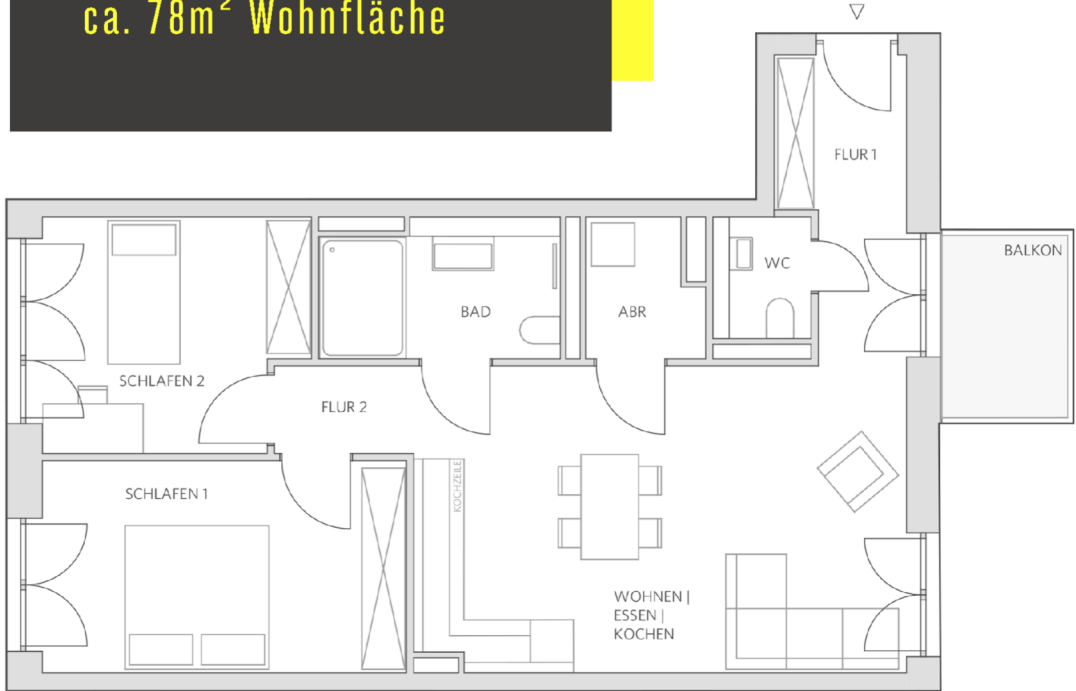 ca. 78m² Wohnfläche
FLUR 1
BALKON
WC
BAD
ABR
SCHLAFEN 2
FLUR 2
KOCHZEILE
SCHLAFEN 1
WOHNEN |
ESSEN |
KOCHEN